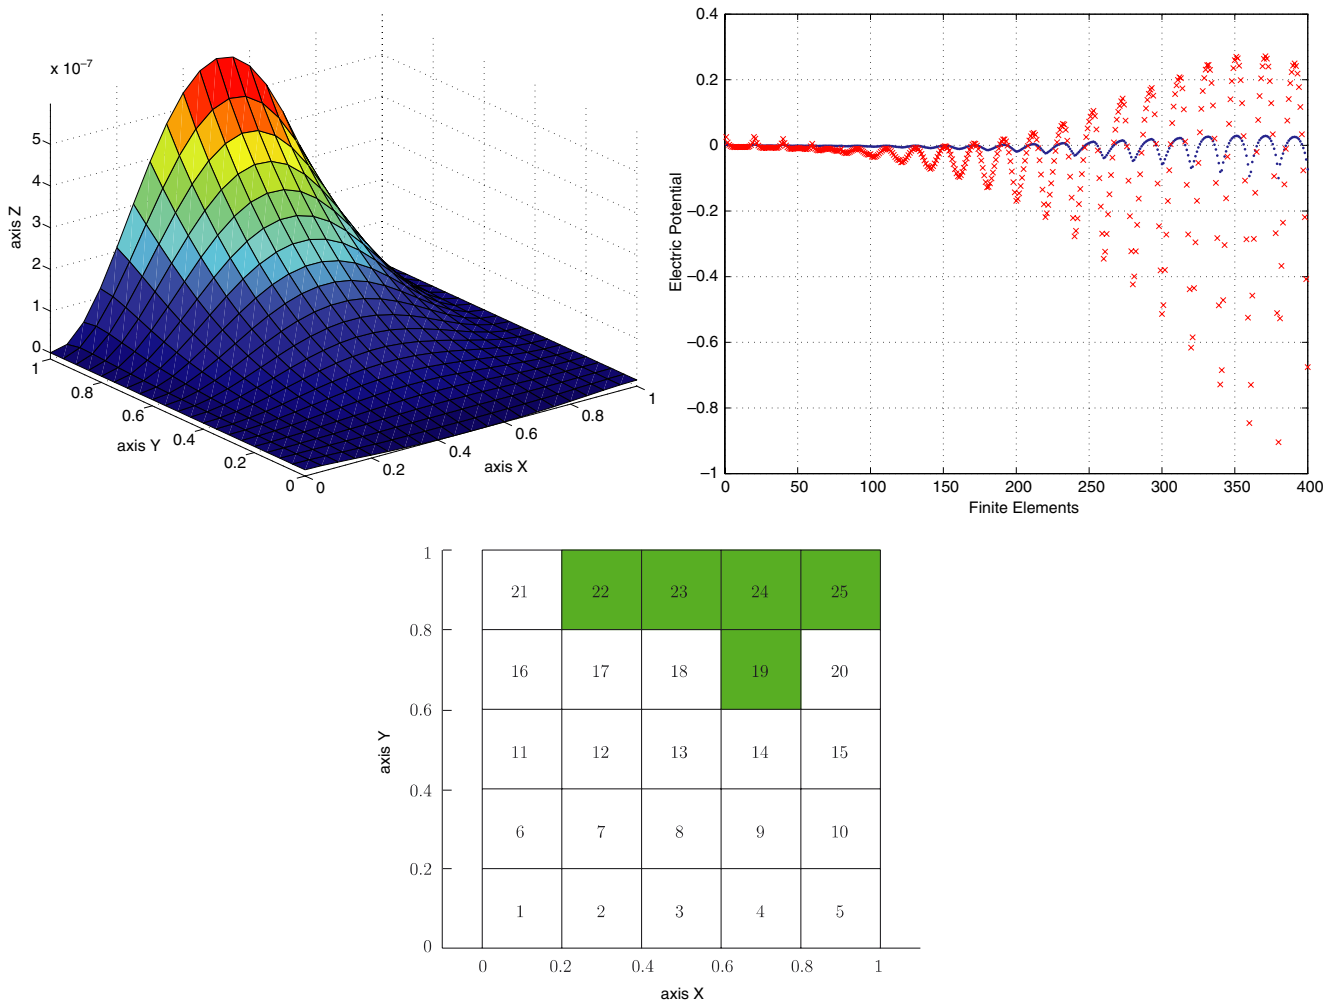 x 10⁻⁷
5
4
3
2
1
0
axis Z
1
0.8
0.6
0.4
0.2
0
axis Y
0
0.2
0.4
0.6
0.8
1
axis X
0.4
0.2
0
−0.2
−0.4
−0.6
−0.8
−1
Electric Potential
0 50 100 150 200 250 300 350 400
Finite Elements
1
0.8
0.6
0.4
0.2
0
axis Y
21 22 23 24 25
16 17 18 19 20
11 12 13 14 15
6 7 8 9 10
1 2 3 4 5
0 0.2 0.4 0.6 0.8 1
axis X